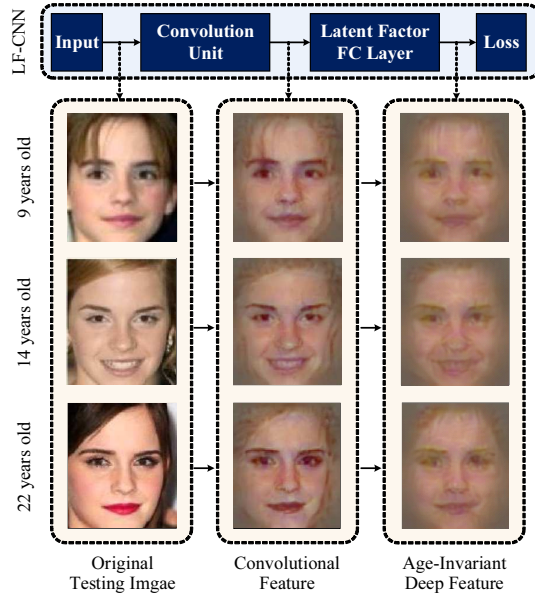 LF-CNN
Input
Convolution
Unit
Latent Factor
FC Layer
Loss
9 years old
14 years old
22 years old
Original
Testing Imgae
Convolutional
Feature
Age-Invariant
Deep Feature